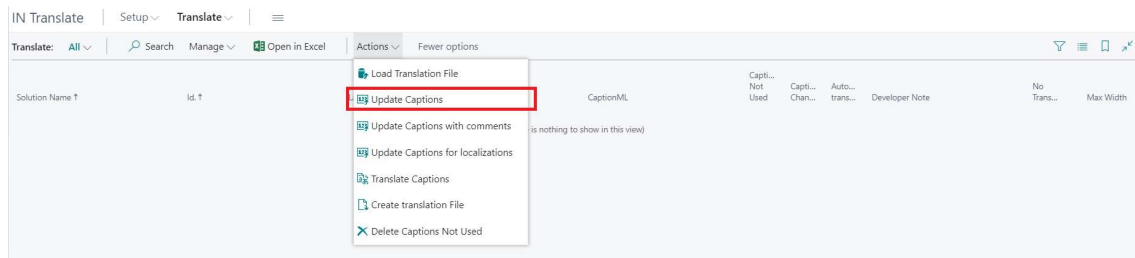 IN Translate Setup Translate
Translate: All Search Manage Open in Excel Actions Fewer options
Load Translation File
Update Captions
Update Captions with comments
Update Captions for localizations
Translate Captions
Create translation File
Delete Captions Not Used
Solution Name ↑ Id. ↑ CaptionML Capti... Not Used Capti... Chan... Auto... trans... Developer Note No Trans... Max Width
is nothing to show in this view)